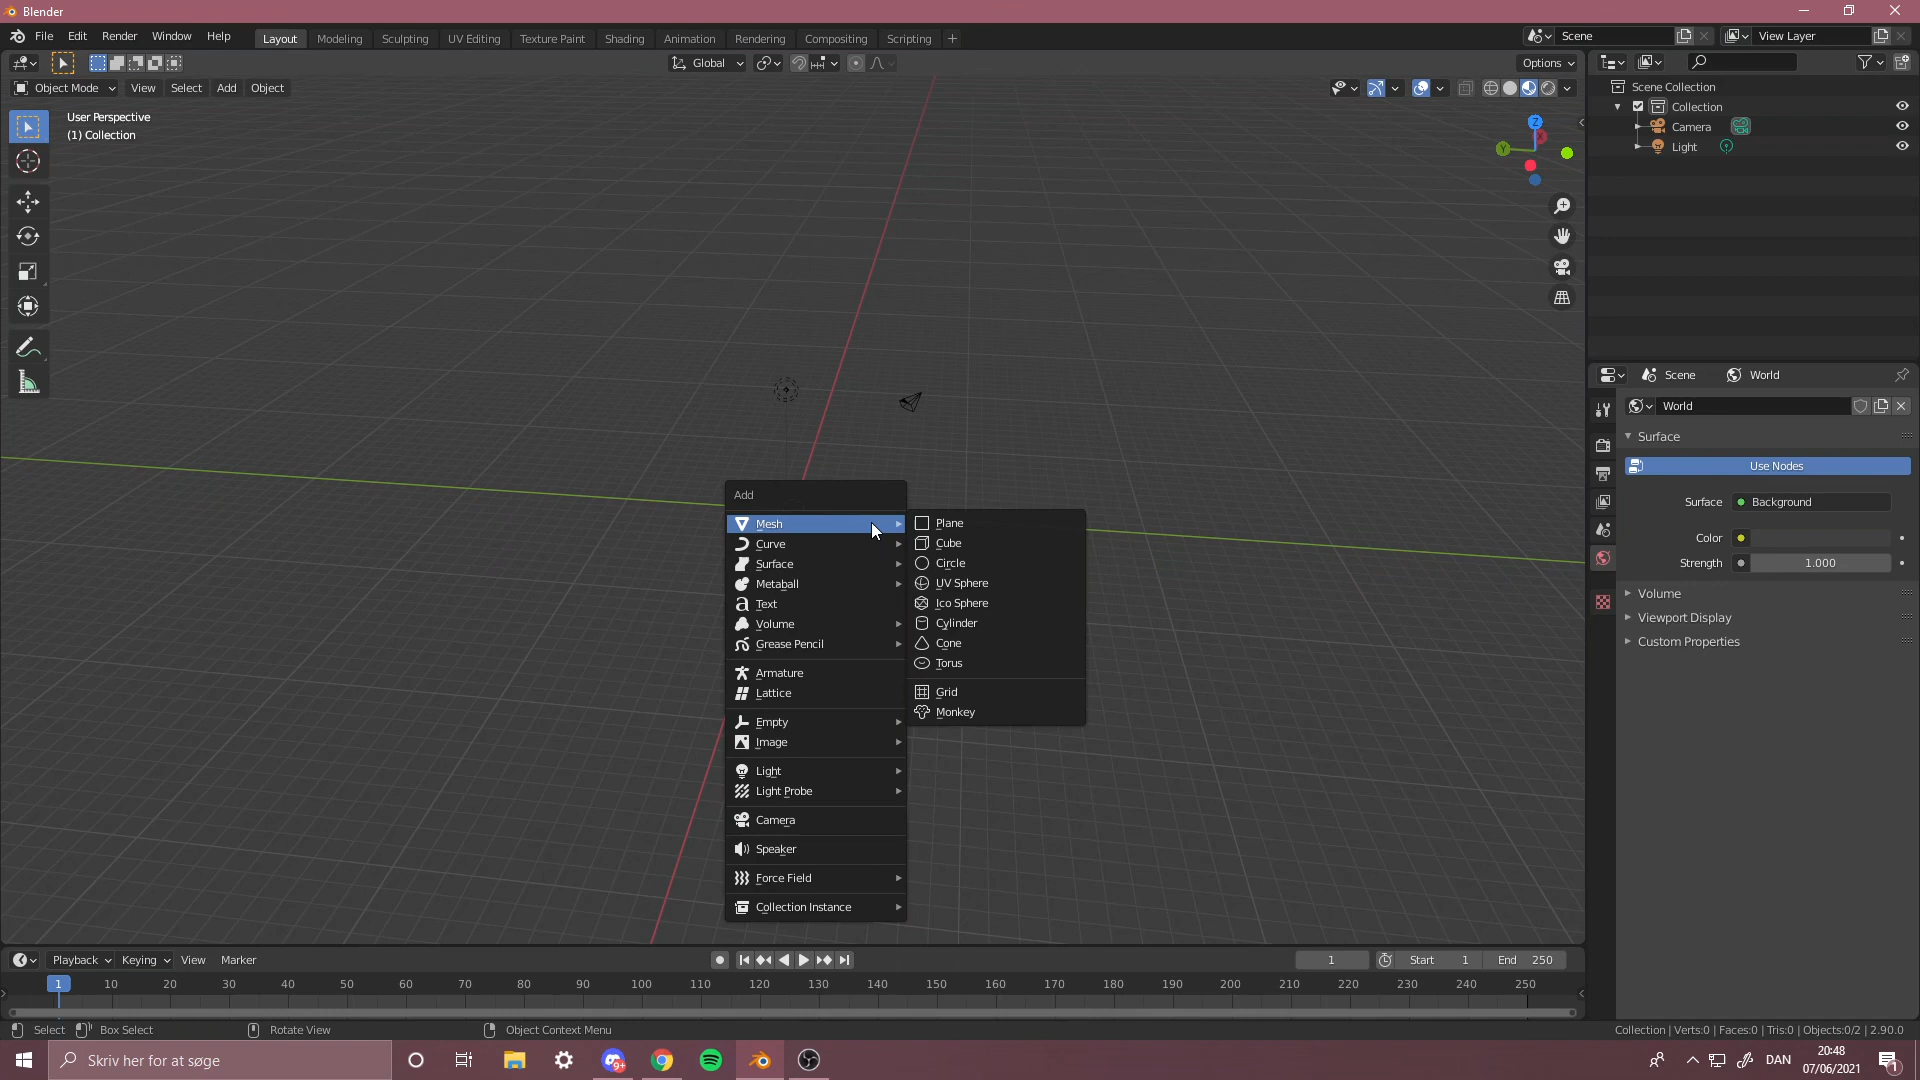 Blender
File Edit Render Window Help
Layout Modeling Sculpting UV Editing Texture Paint Shading Animation Rendering Compositing Scripting +
Scene
View Layer
Global
Options
Object Mode View Select Add Object
User Perspective
(1) Collection
Z
Y
X
Scene Collection
Collection
Camera
Light
Add
Mesh
Curve
Surface
Metaball
Text
Volume
Grease Pencil
Armature
Lattice
Empty
Image
Light
Light Probe
Camera
Speaker
Force Field
Collection Instance
Plane
Cube
Circle
UV Sphere
Ico Sphere
Cylinder
Cone
Torus
Grid
Monkey
Scene World
World
Surface
Use Nodes
Surface Background
Color
Strength 1.000
Volume
Viewport Display
Custom Properties
Playback Keying View Marker
1 Start 1 End 250
1 10 20 30 40 50 60 70 80 90 100 110 120 130 140 150 160 170 180 190 200 210 220 230 240 250
Select Box Select Rotate View Object Context Menu
Collection | Verts:0 | Faces:0 | Tris:0 | Objects:0/2 | 2.90.0
Skriv her for at søge
9+
DAN
20:48
07/06/2021
1